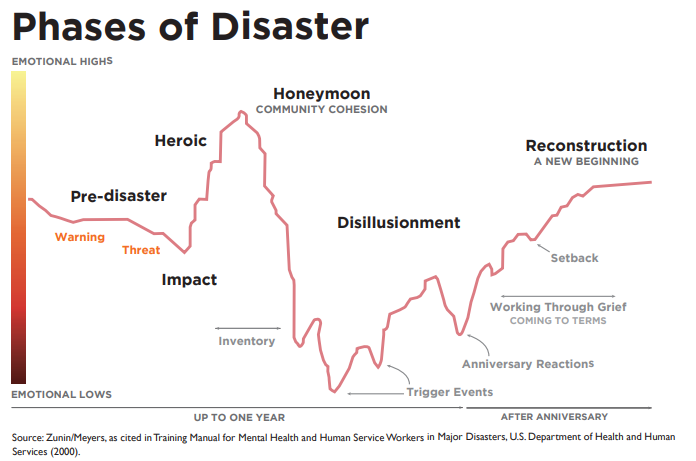 Phases of Disaster
EMOTIONAL HIGHS
Honeymoon
COMMUNITY COHESION
Heroic
Reconstruction
A NEW BEGINNING
Pre-disaster
Warning
Threat
Disillusionment
Setback
Impact
Working Through Grief
COMING TO TERMS
Inventory
Anniversary Reactions
Trigger Events
EMOTIONAL LOWS
UP TO ONE YEAR
AFTER ANNIVERSARY
Source: Zunin/Meyers, as cited in Training Manual for Mental Health and Human Service Workers in Major Disasters, U.S. Department of Health and Human
Services (2000).